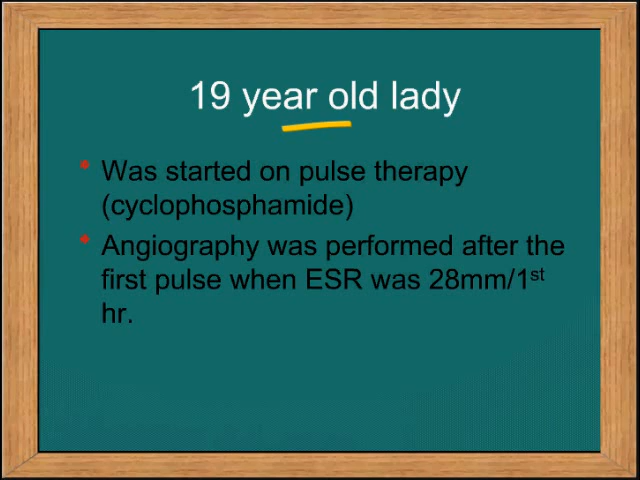 19 year old lady
Was started on pulse therapy
(cyclophosphamide)
Angiography was performed after the
first pulse when ESR was 28mm/1st
hr.